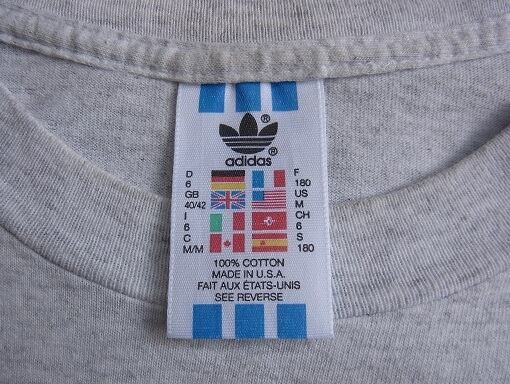 ® 
adidas ®
D F
6 180
GB US
40/42 M
I CH
6 6
C S
M/M 180
100% COTTON
MADE IN U.S.A.
FAIT AUX ÉTATS-UNIS
SEE REVERSE